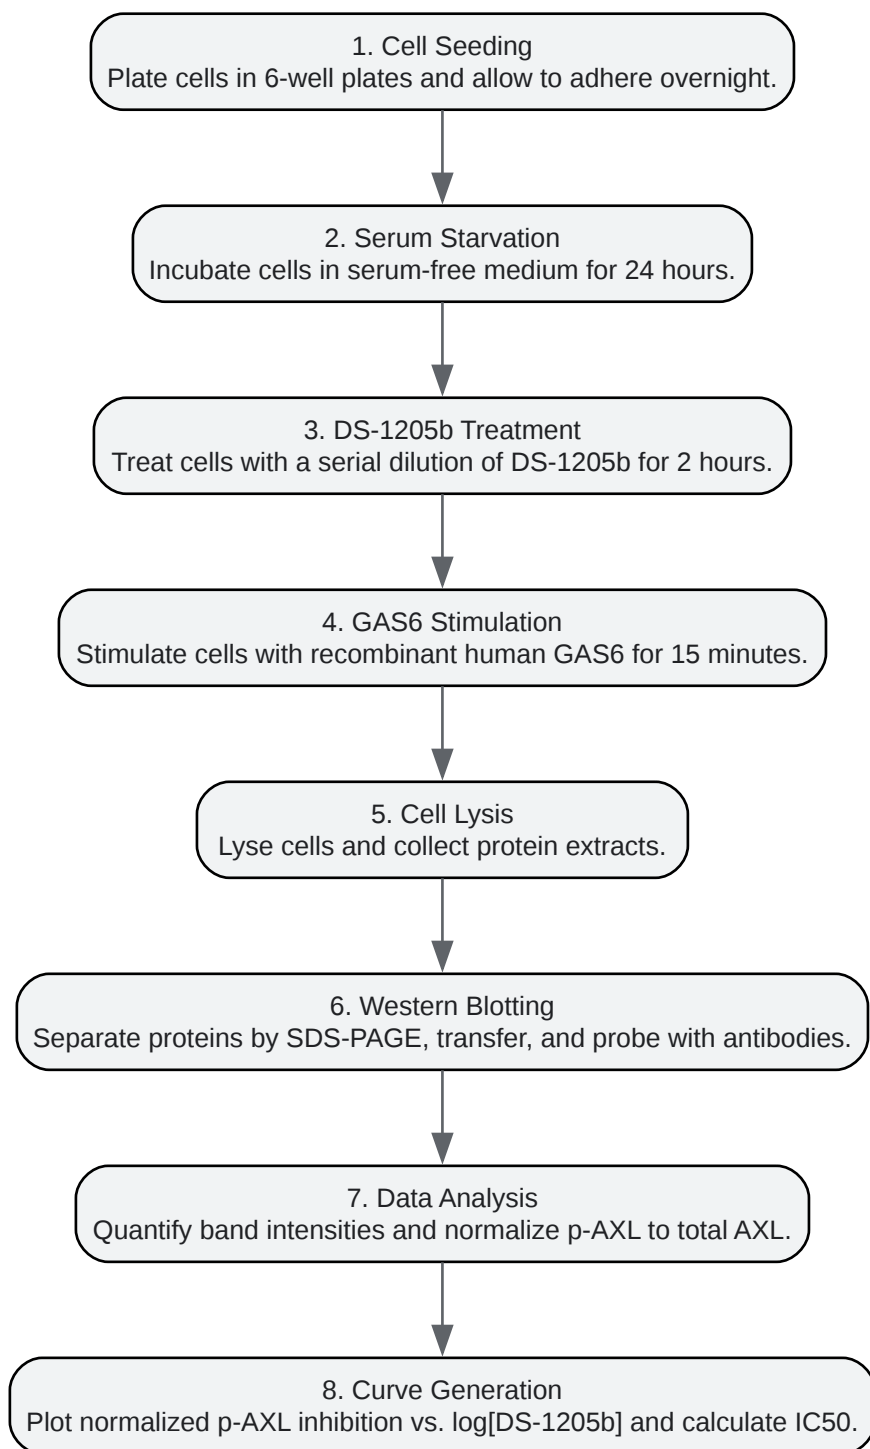 1. Cell Seeding
Plate cells in 6-well plates and allow to adhere overnight.
2. Serum Starvation
Incubate cells in serum-free medium for 24 hours.
3. DS-1205b Treatment
Treat cells with a serial dilution of DS-1205b for 2 hours.
4. GAS6 Stimulation
Stimulate cells with recombinant human GAS6 for 15 minutes.
5. Cell Lysis
Lyse cells and collect protein extracts.
6. Western Blotting
Separate proteins by SDS-PAGE, transfer, and probe with antibodies.
7. Data Analysis
Quantify band intensities and normalize p-AXL to total AXL.
8. Curve Generation
Plot normalized p-AXL inhibition vs. log[DS-1205b] and calculate IC50.